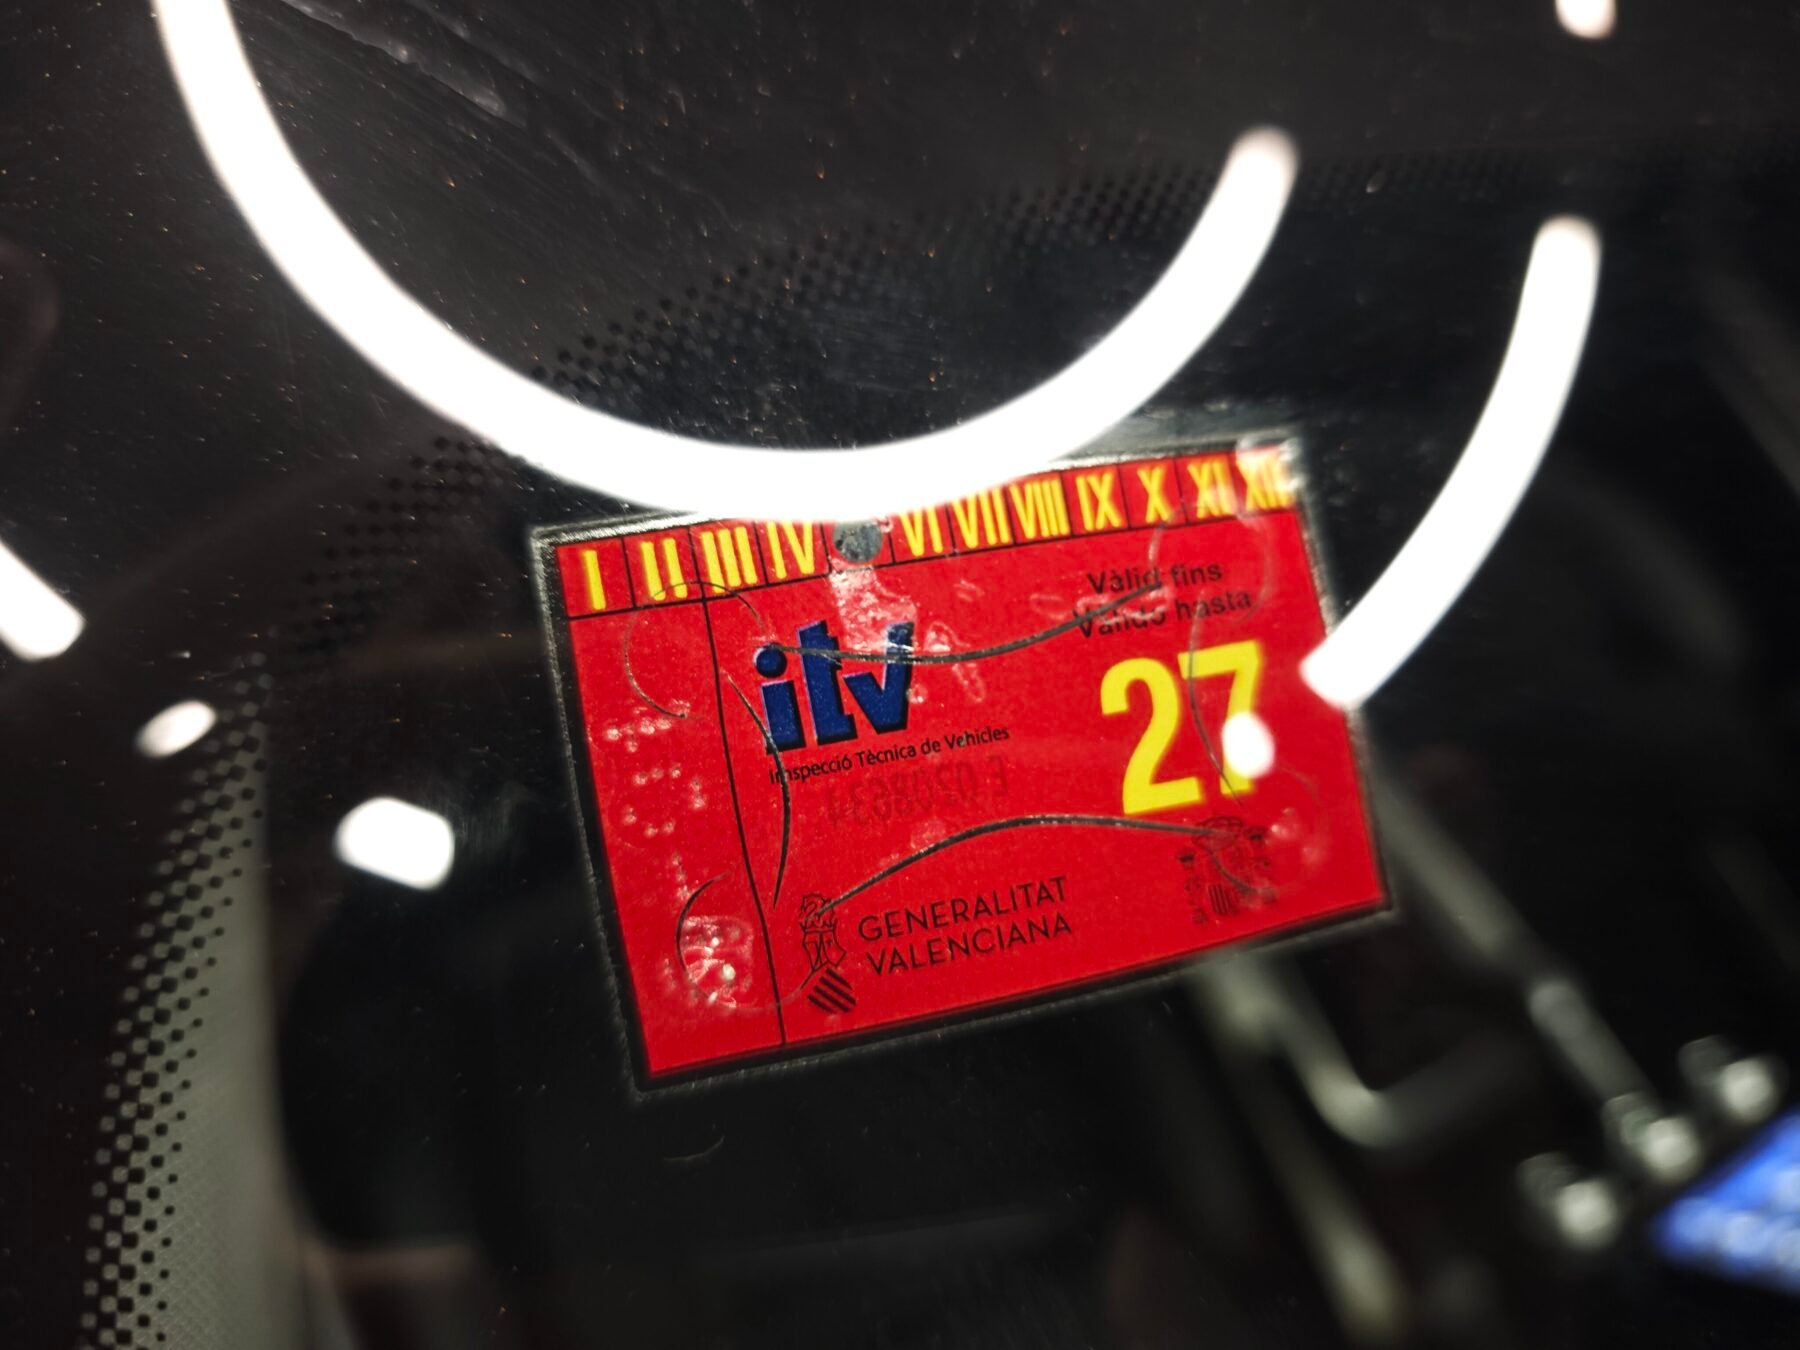 I II III IV VI VII VIII IX X XI XII
Vàlid fins
Válido hasta
itv
27
Inspecció Tècnica de Vehicles
GENERALITAT
VALENCIANA